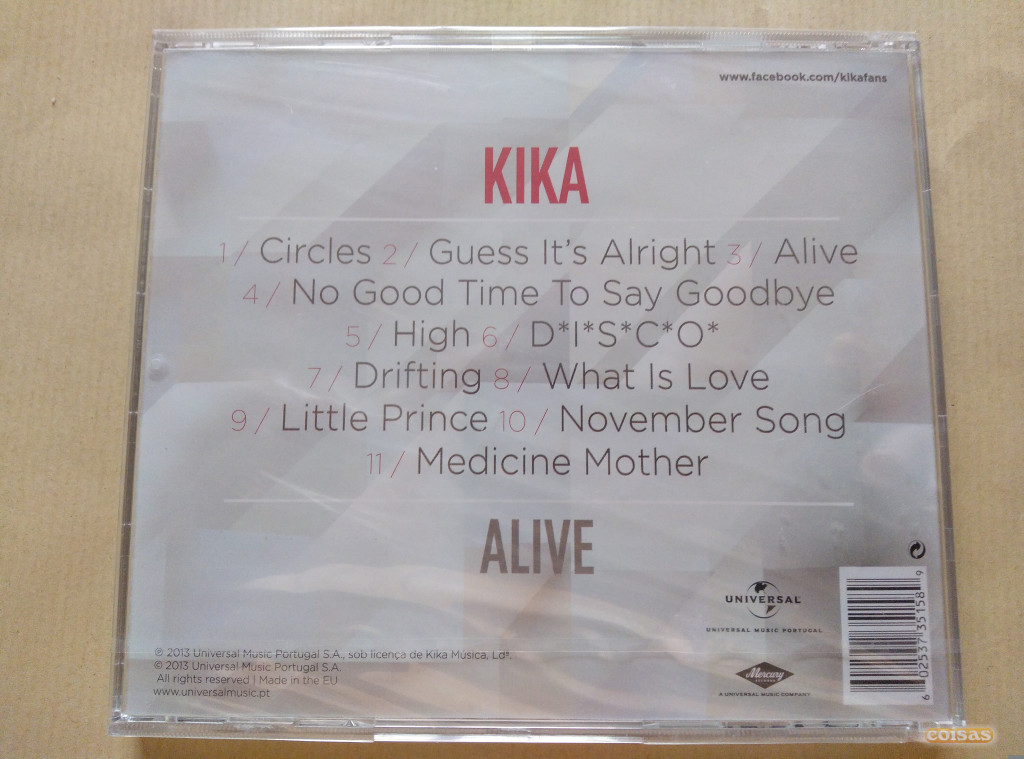 www.facebook.com/kikafans
KIKA
1/ Circles 2/ Guess It's Alright 3/ Alive
4/ No Good Time To Say Goodbye
5/ High 6/ D*I*S*C*O*
7/ Drifting 8/ What Is Love
9/ Little Prince 10/ November Song
11/ Medicine Mother
ALIVE
UNIVERSAL
UNIVERSAL MUSIC PORTUGAL
Mercury
RECORDS
A UNIVERSAL MUSIC COMPANY
6 02537 35158 9
℗ 2013 Universal Music Portugal S.A., sob licença de Kika Música, Ldª.
© 2013 Universal Music Portugal S.A.
All rights reserved | Made in the EU
www.universalmusic.pt
coisas